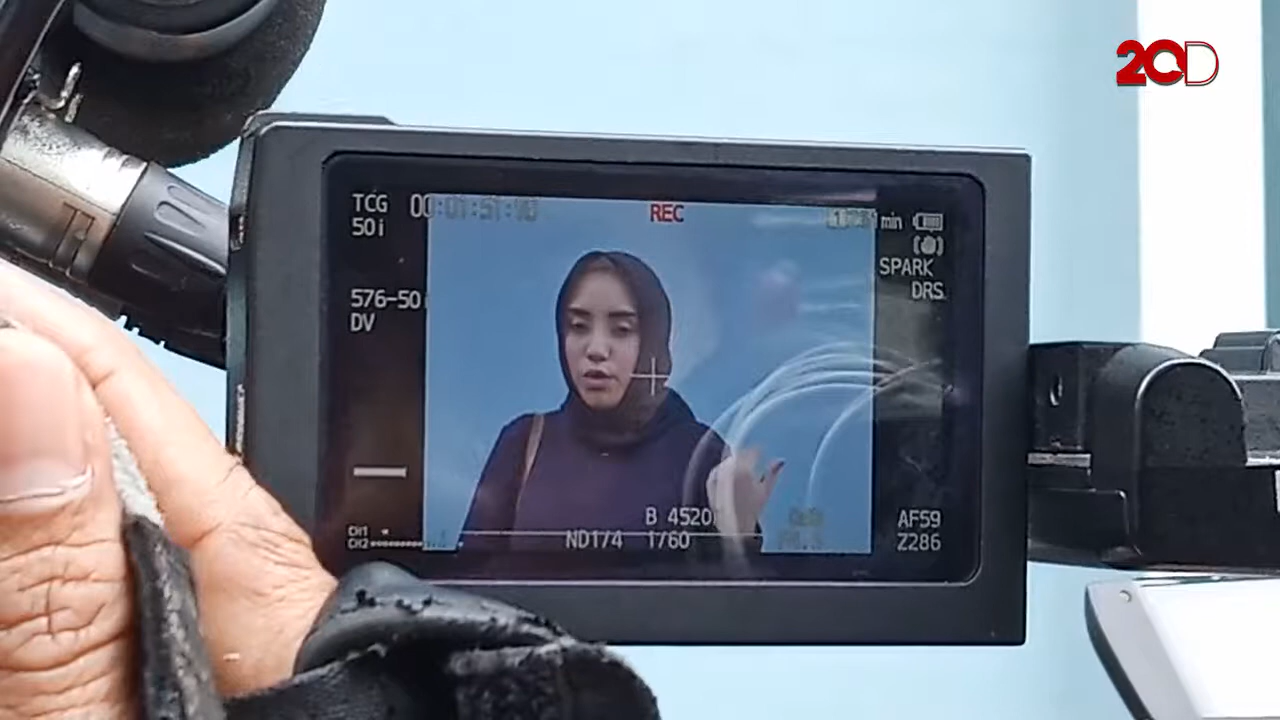 20D
TCG
REC
min
50i
SPARK
DRS
576-50
DV
B 4520
AF59
CH1
CH2
ND1/4 1/60
Z286